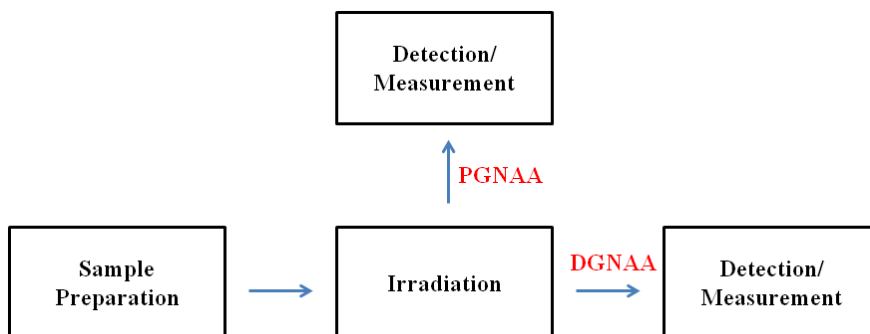 Detection/
Measurement
PGNAA
Sample
Preparation
Irradiation
DGNAA
Detection/
Measurement